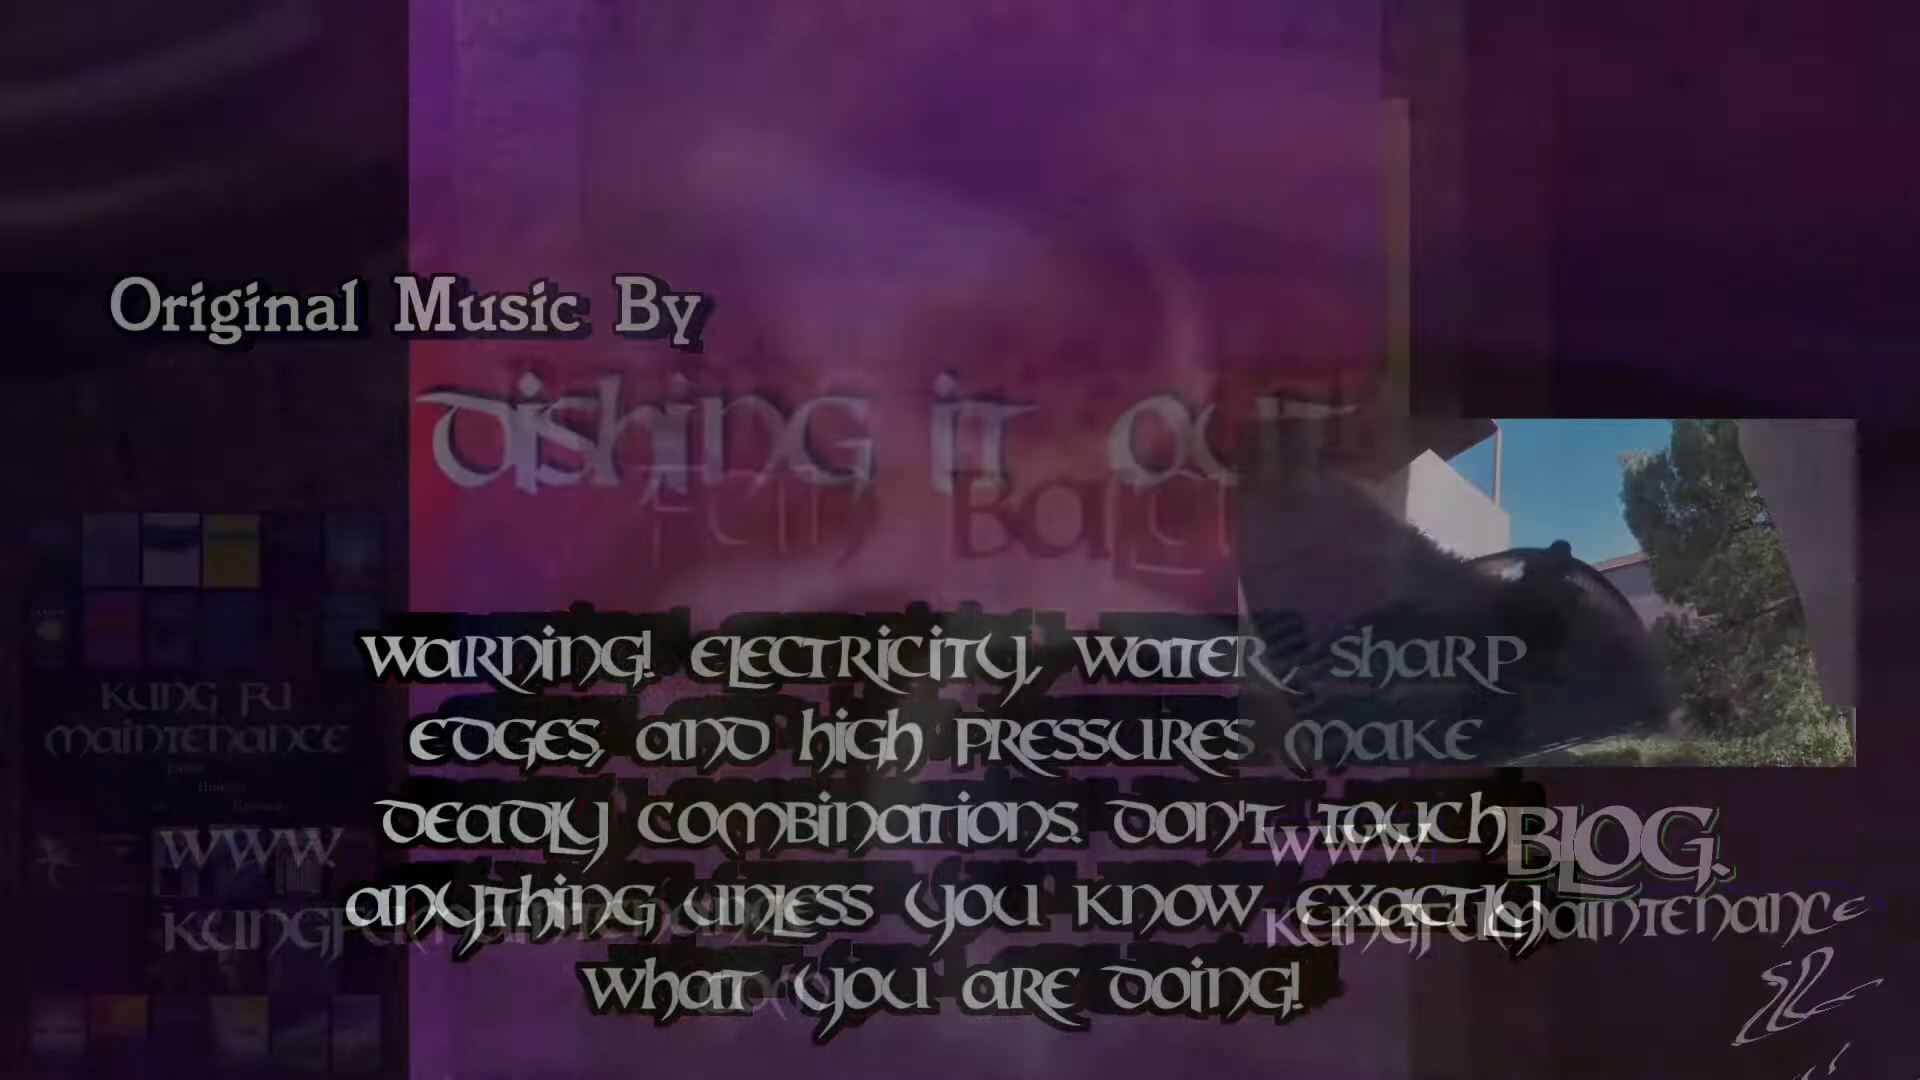 Original Music By
Dishing it out
Kung Fu
Maintenance
Warning! Electricity, water, sharp
edges, and high pressures make
deadly combinations. Don't touch
anything unless you know exactly
what you are doing!
www.
www. Blog.
KungFuMaintenance